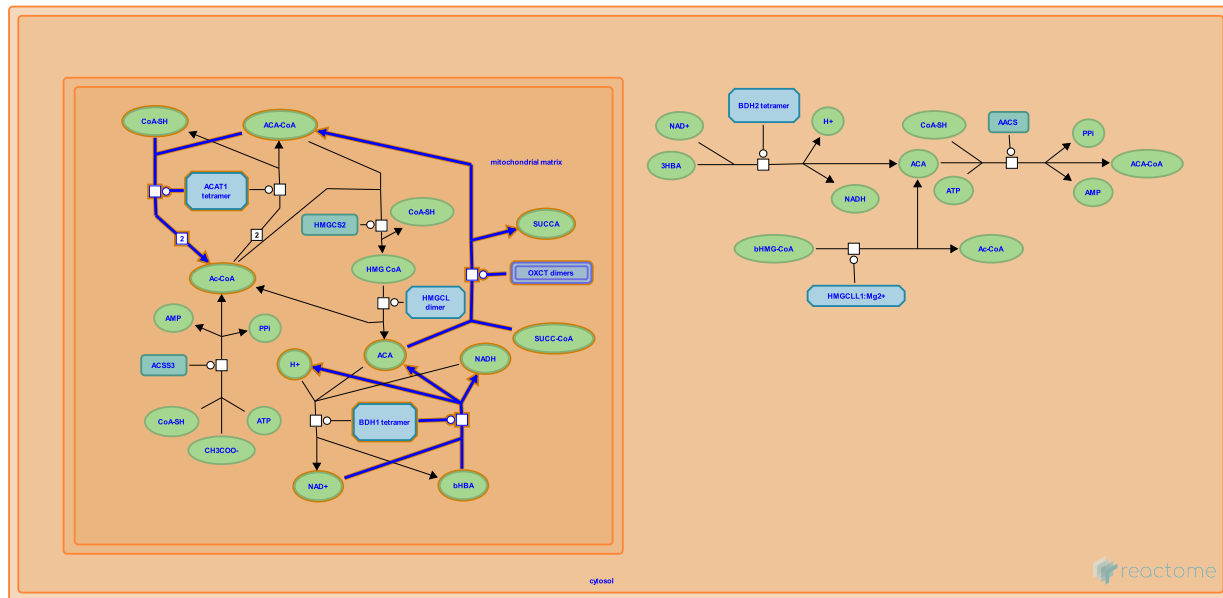 CoA-SH
ACA-CoA
mitochondrial matrix
ACAT1
tetramer
HMGCS2
CoA-SH
SUCCA
2
2
HMG CoA
OXCT dimers
Ac-CoA
HMGCL
dimer
AMP
PPi
SUCC-CoA
ACA
NADH
H+
ACSS3
CoA-SH
ATP
BDH1 tetramer
CH3COO-
NAD+
bHBA
BDH2 tetramer
NAD+
H+
CoA-SH
AACS
PPi
3HBA
ACA
ACA-CoA
NADH
ATP
AMP
bHMG-CoA
Ac-CoA
HMGCLL1:Mg2+
cytosol
reactome